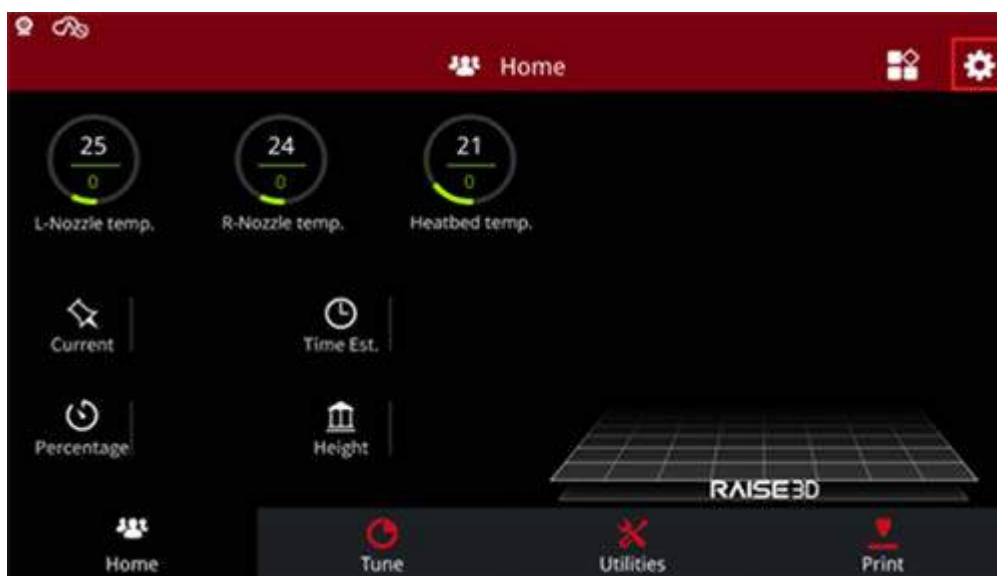 Home
25
0
24
0
21
0
L-Nozzle temp.
R-Nozzle temp.
Heatbed temp.
Current
Time Est.
Percentage
Height
RAISE3D
Home
Tune
Utilities
Print